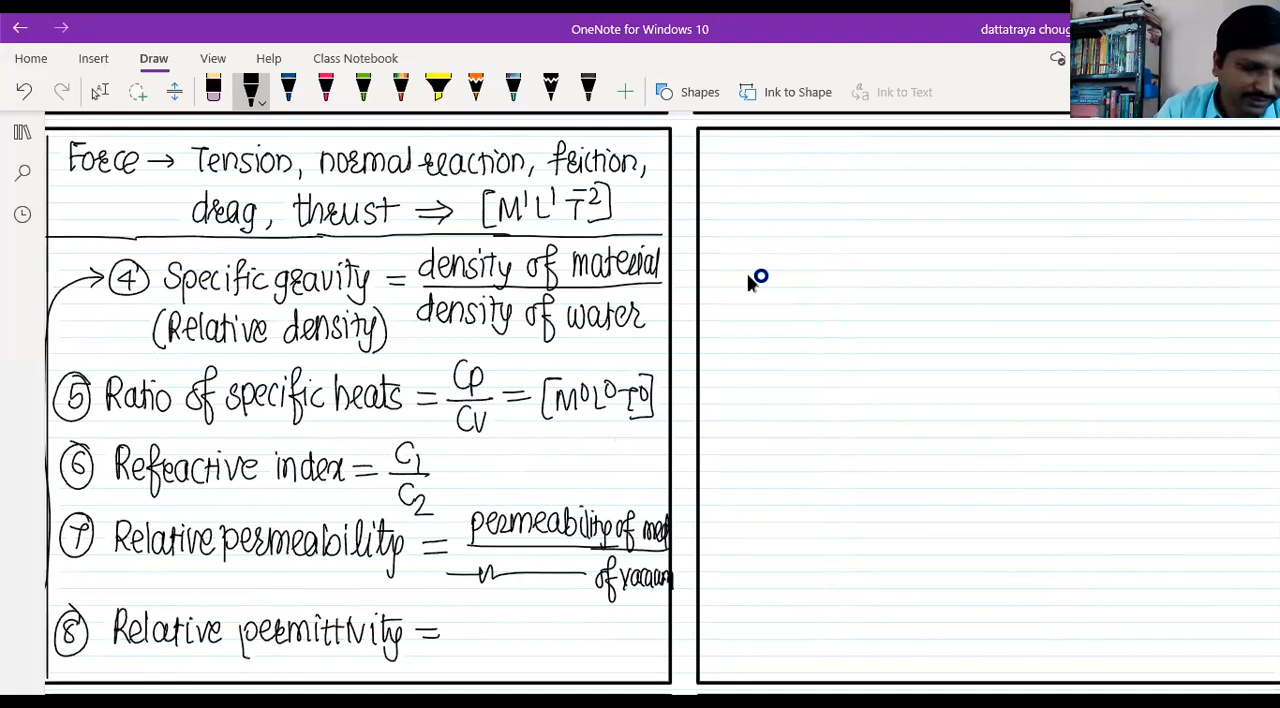 OneNote for Windows 10
dattatraya choug
Home Insert Draw View Help Class Notebook
Shapes Ink to Shape Ink to Text
Force → Tension, normal reaction, friction,
drag, thrust ⇒ [M¹L¹T⁻²]
④ Specific gravity = density of material
(Relative density) density of water
⑤ Ratio of specific heats = Cp/Cv = [M⁰L⁰T⁰]
⑥ Refractive index = C₁/C₂
⑦ Relative permeability = permeability of med
of vacuum
⑧ Relative permittivity =